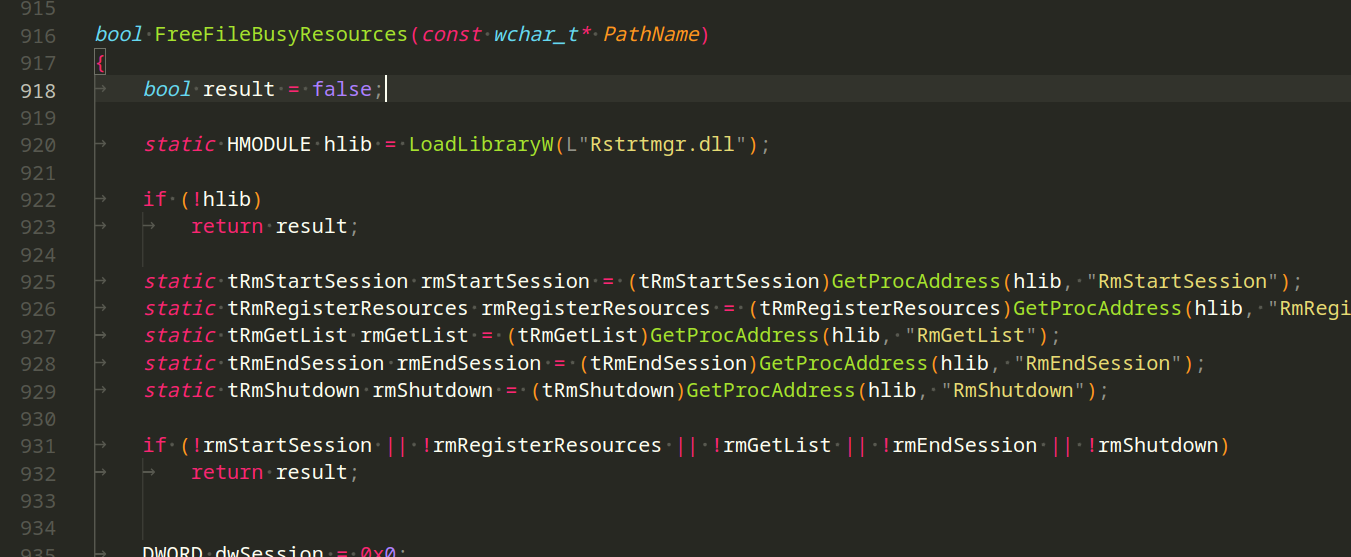 915
916 bool FreeFileBusyResources(const wchar_t* PathName)
917 {
918 bool result = false;
919
920 static HMODULE hlib = LoadLibraryW(L"Rstrtmgr.dll");
921
922 if (!hlib)
923 return result;
924
925 static tRmStartSession rmStartSession = (tRmStartSession)GetProcAddress(hlib, "RmStartSession");
926 static tRmRegisterResources rmRegisterResources = (tRmRegisterResources)GetProcAddress(hlib, "RmRegi
927 static tRmGetList rmGetList = (tRmGetList)GetProcAddress(hlib, "RmGetList");
928 static tRmEndSession rmEndSession = (tRmEndSession)GetProcAddress(hlib, "RmEndSession");
929 static tRmShutdown rmShutdown = (tRmShutdown)GetProcAddress(hlib, "RmShutdown");
930
931 if (!rmStartSession || !rmRegisterResources || !rmGetList || !rmEndSession || !rmShutdown)
932 return result;
933
934
935 DWORD dwSession = 0x0;